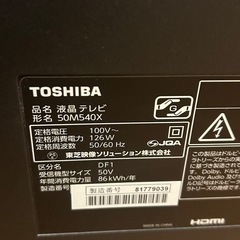 TOSHIBA
品名 液晶テレビ
形名 50M540X
定格電圧: 100V~
定格消費電力: 126W
定格周波数: 50/60Hz
JQA
東芝映像ソリューション株式会社
区分名 DF1
受信機型サイズ 50V
年間消費電力量 86kWh/年
製造番号 81779039
MADE IN CHINA
HDMI